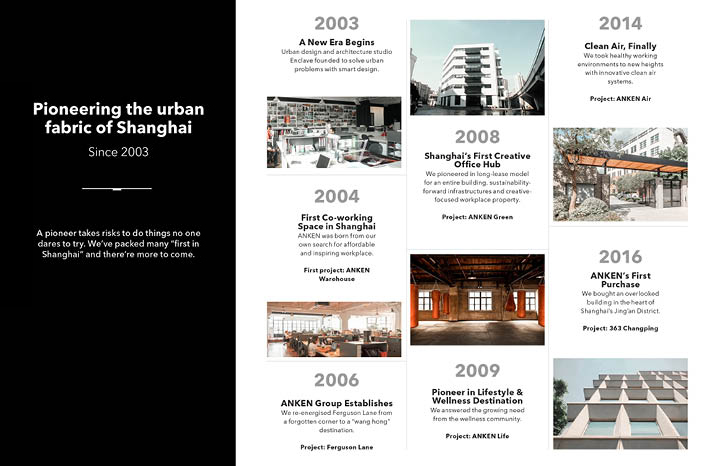 Pioneering the urban
fabric of Shanghai
Since 2003
A pioneer takes risks to do things no one
dares to try. We've packed many "first in
Shanghai" and there're more to come.
2003
A New Era Begins
Urban design and architecture studio
Enclave founded to solve urban
problems with smart design.
2004
First Co-working
Space in Shanghai
ANKEN was born from our
own search for affordable
and inspiring workplace.
First project: ANKEN
Warehouse
2006
ANKEN Group Establishes
We re-energised Ferguson Lane from
a forgotten corner to a "wang hong"
destination.
Project: Ferguson Lane
2008
Shanghai's First Creative
Office Hub
We pioneered in long-lease model
for an entire building, sustainability-
forward infrastructures and creative-
focused workplace property.
Project: ANKEN Green
2009
Pioneer in Lifestyle &
Wellness Destination
We answered the growing need
from the wellness community.
Project: ANKEN Life
2014
Clean Air, Finally
We took healthy working
environments to new heights
with innovative clean air
systems.
Project: ANKEN Air
2016
ANKEN's First
Purchase
We bought an overlooked
building in the heart of
Shanghai's Jing'an District.
Project: 363 Changping